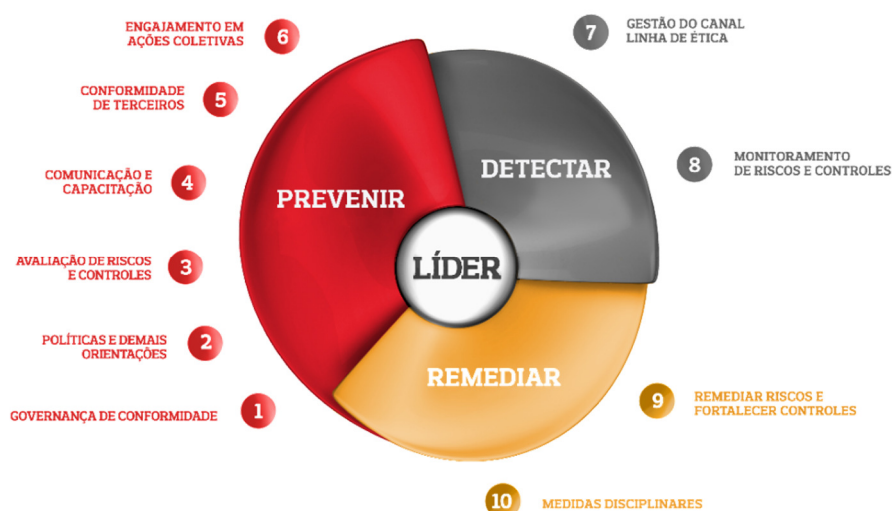 ENGAJAMENTO EM
AÇÕES COLETIVAS
6
7
GESTÃO DO CANAL
LINHA DE ÉTICA
CONFORMIDADE
DE TERCEIROS
5
DETECTAR
8
MONITORAMENTO
DE RISCOS E CONTROLES
COMUNICAÇÃO E
CAPACITAÇÃO
4
PREVENIR
AVALIAÇÃO DE RISCOS
E CONTROLES
3
LÍDER
POLÍTICAS E DEMAIS
ORIENTAÇÕES
2
REMEDIAR
GOVERNANÇA DE CONFORMIDADE
1
9
REMEDIAR RISCOS E
FORTALECER CONTROLES
10
MEDIDAS DISCIPLINARES